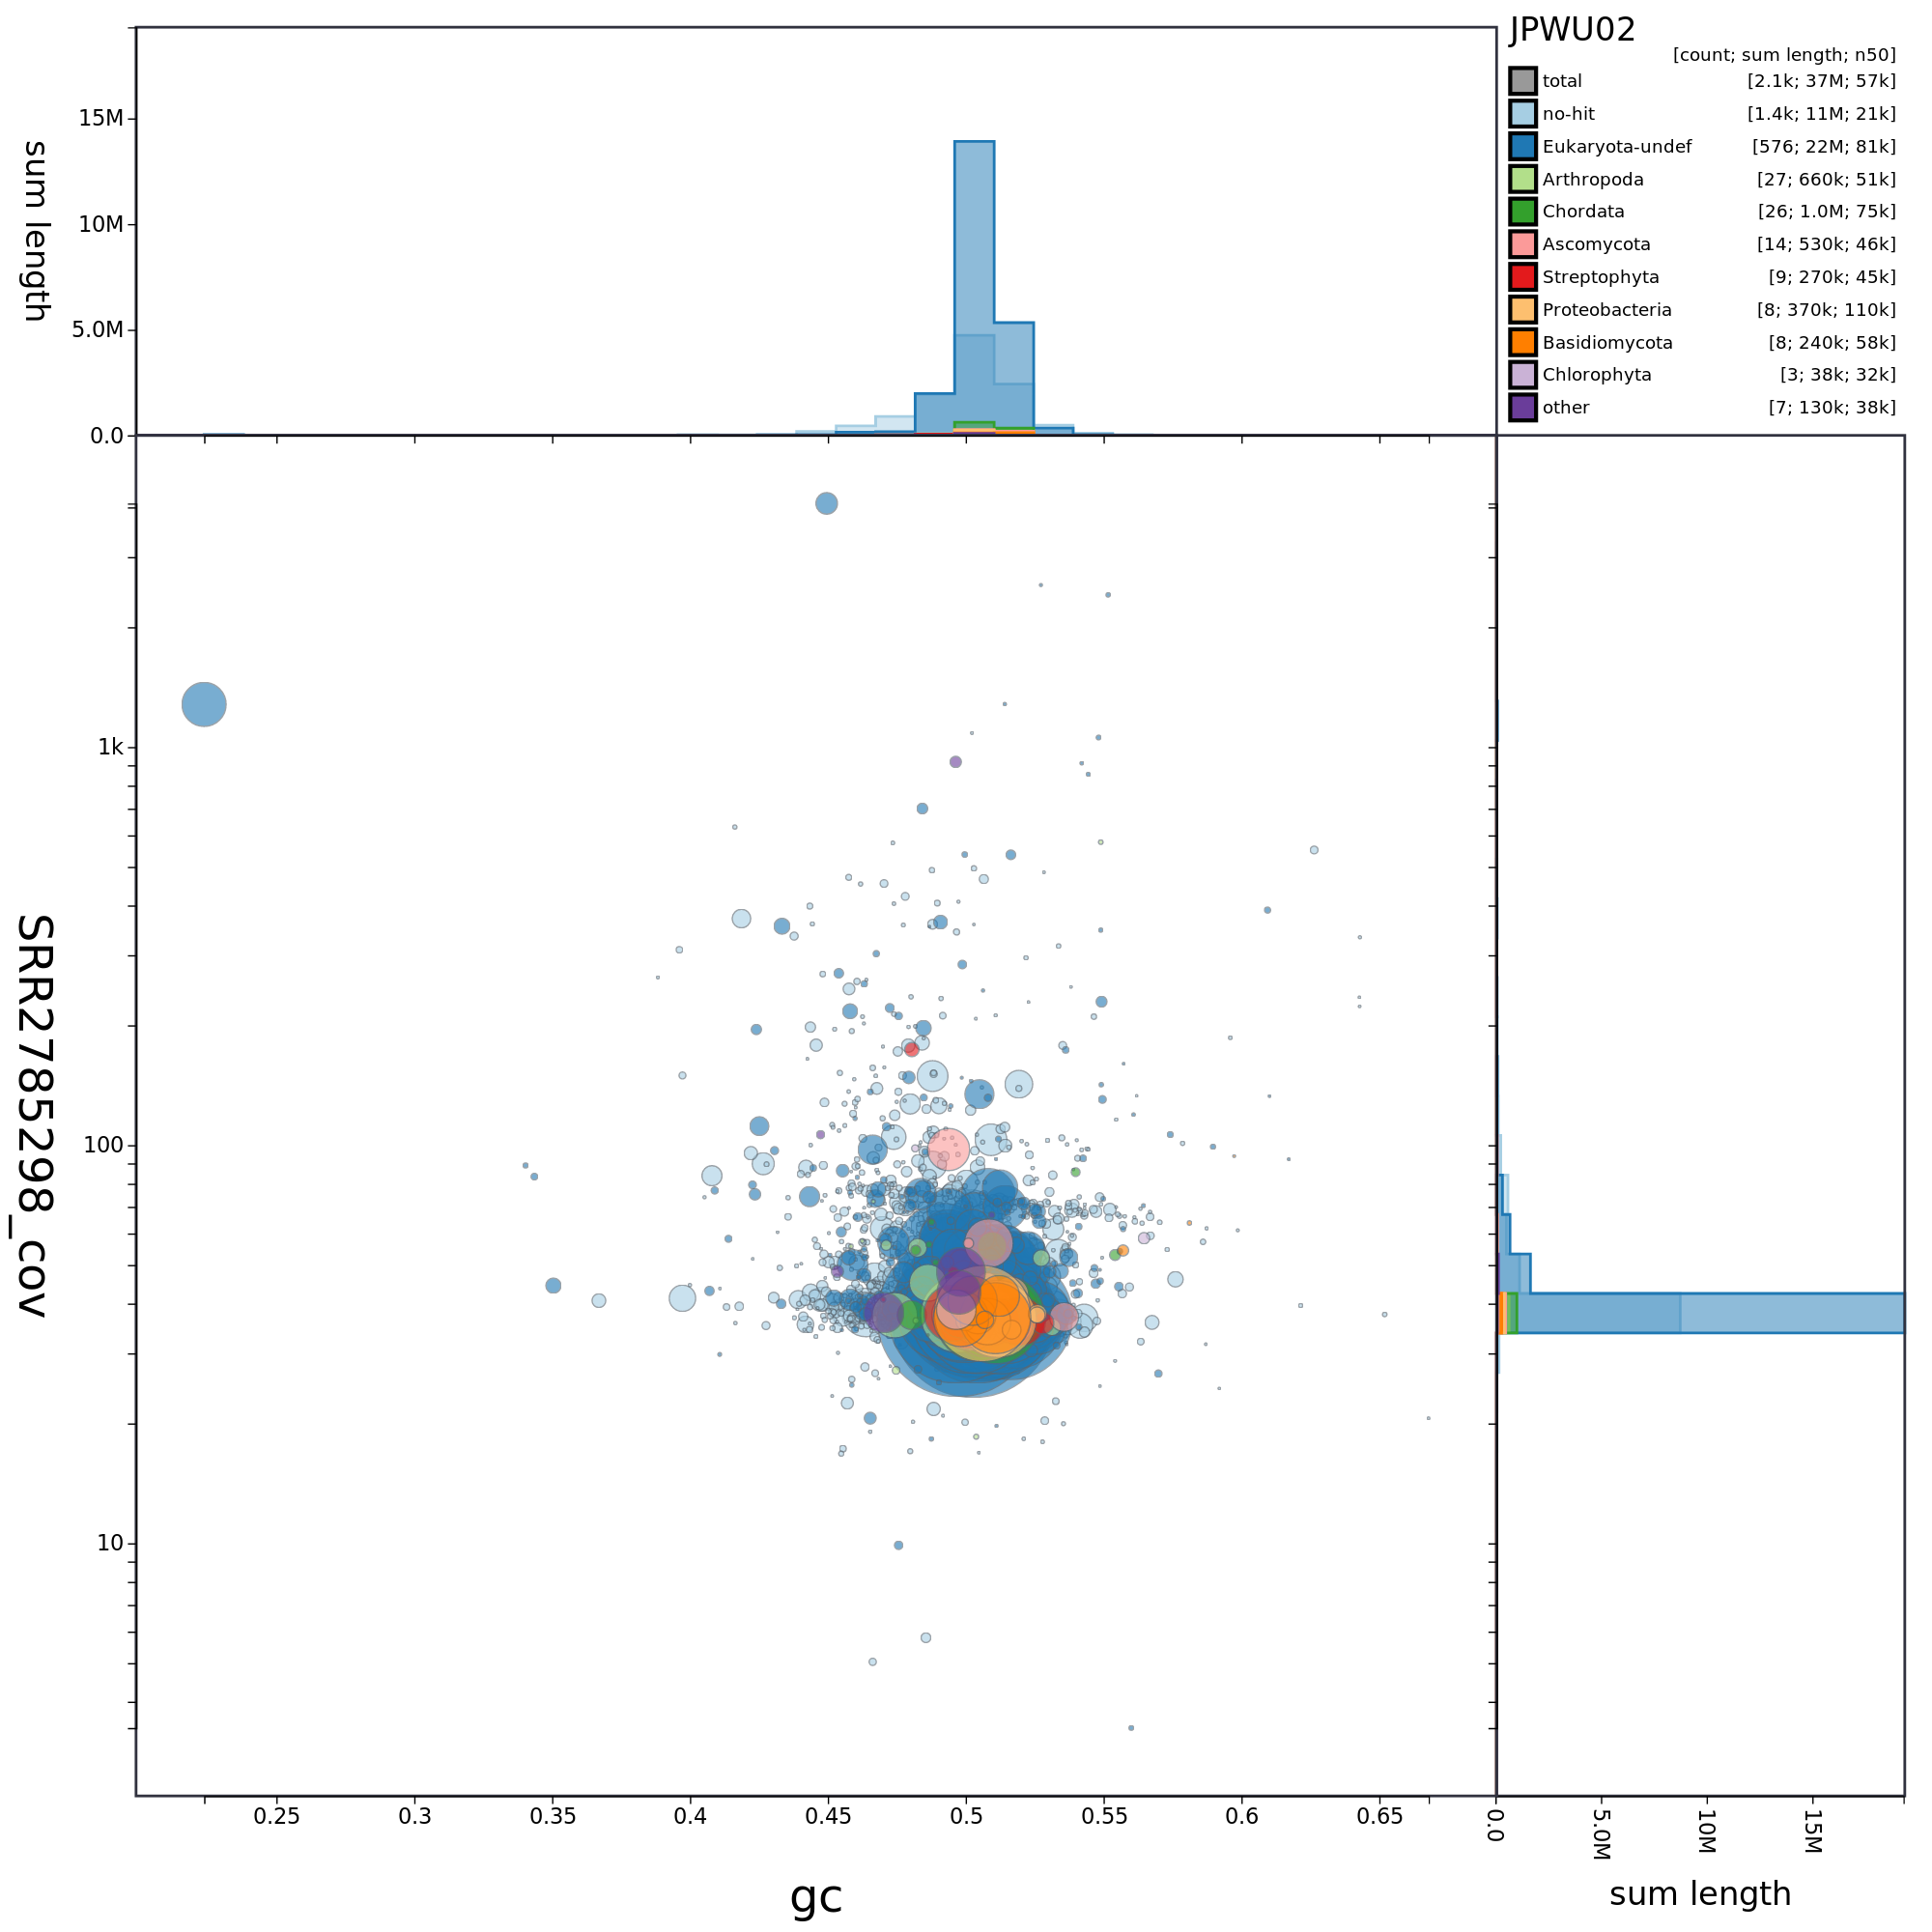 JPWU02
[count; sum length; n50]
total [2.1k; 37M; 57k]
no-hit [1.4k; 11M; 21k]
Eukaryota-undef [576; 22M; 81k]
Arthropoda [27; 660k; 51k]
Chordata [26; 1.0M; 75k]
Ascomycota [14; 530k; 46k]
Streptophyta [9; 270k; 45k]
Proteobacteria [8; 370k; 110k]
Basidiomycota [8; 240k; 58k]
Chlorophyta [3; 38k; 32k]
other [7; 130k; 38k]
sum length
15M
10M
5.0M
0.0
SRR2785298_cov
1k
100
10
0.25 0.3 0.35 0.4 0.45 0.5 0.55 0.6 0.65
gc
0.0 5.0M 10M 15M
sum length